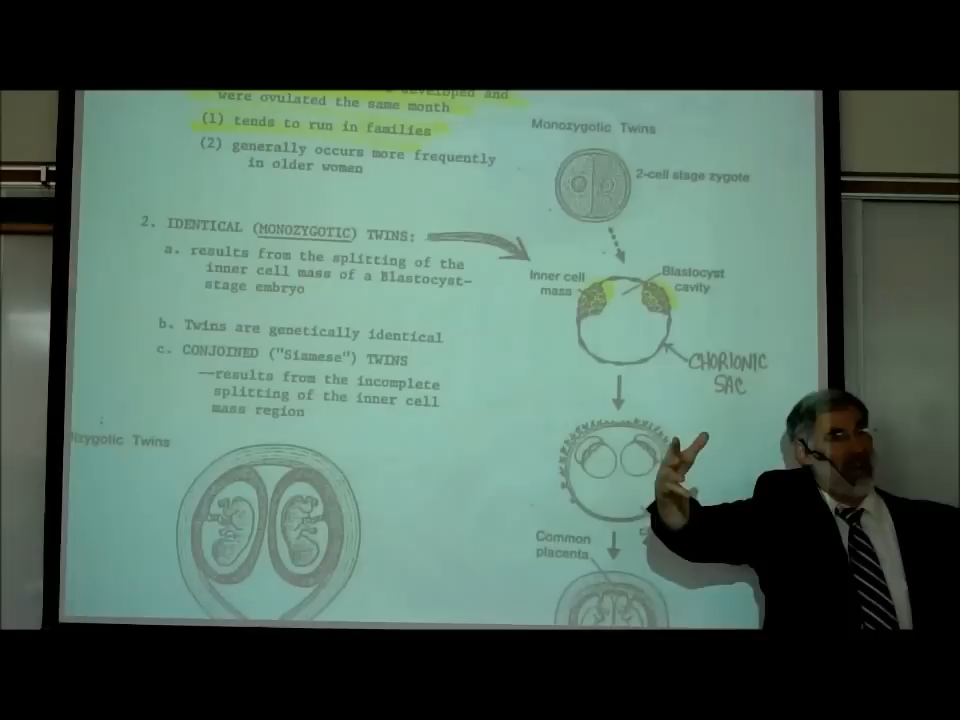 developed and
were ovulated the same month
(1) tends to run in families
(2) generally occurs more frequently
in older women
2. IDENTICAL (MONOZYGOTIC) TWINS:
a. results from the splitting of the
inner cell mass of a Blastocyst-
stage embryo
b. Twins are genetically identical
c. CONJOINED ("Siamese") TWINS
—results from the incomplete
splitting of the inner cell
mass region
izygotic Twins
Monozygotic Twins
2-cell stage zygote
Inner cell
mass
Blastocyst
cavity
CHORIONIC
SAC
Common
placenta